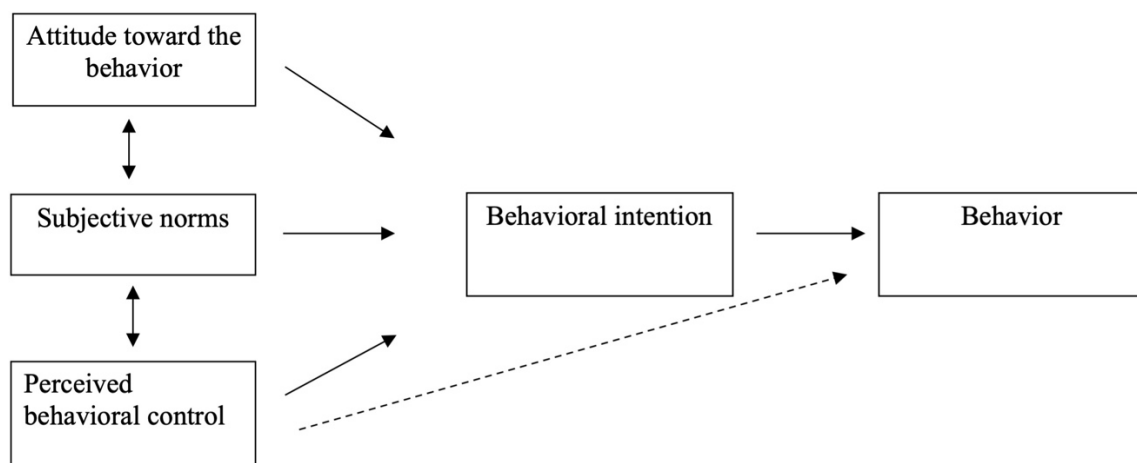 Attitude toward the
behavior
Subjective norms
Behavioral intention
Behavior
Perceived
behavioral control